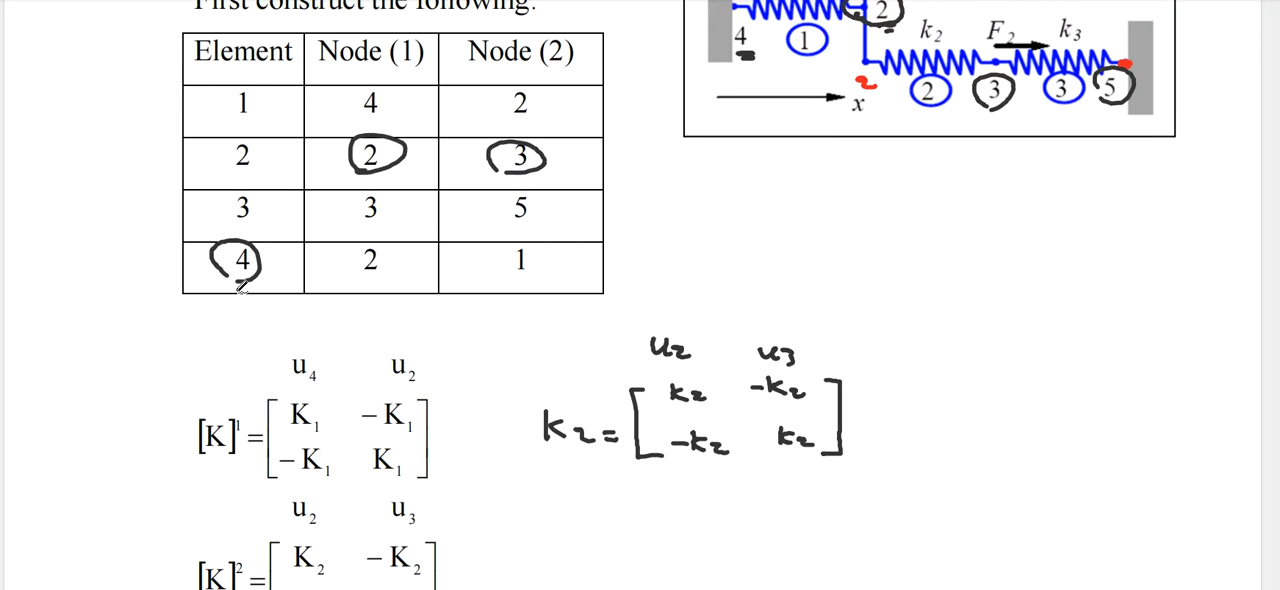 First construct the following:
Element Node (1) Node (2)
1 4 2
2 2 3
3 3 5
4 2 1
4 1 2
k₂ F₂ k₃
2 2 3 3 5
x
u₄ u₂
[K]¹ = [ K₁ − K₁
− K₁ K₁ ]
u₂ u₃
[K]² = [ K₂ − K₂ ]
u₂ u₃
k₂ = [ k₂ −k₂
−k₂ k₂ ]